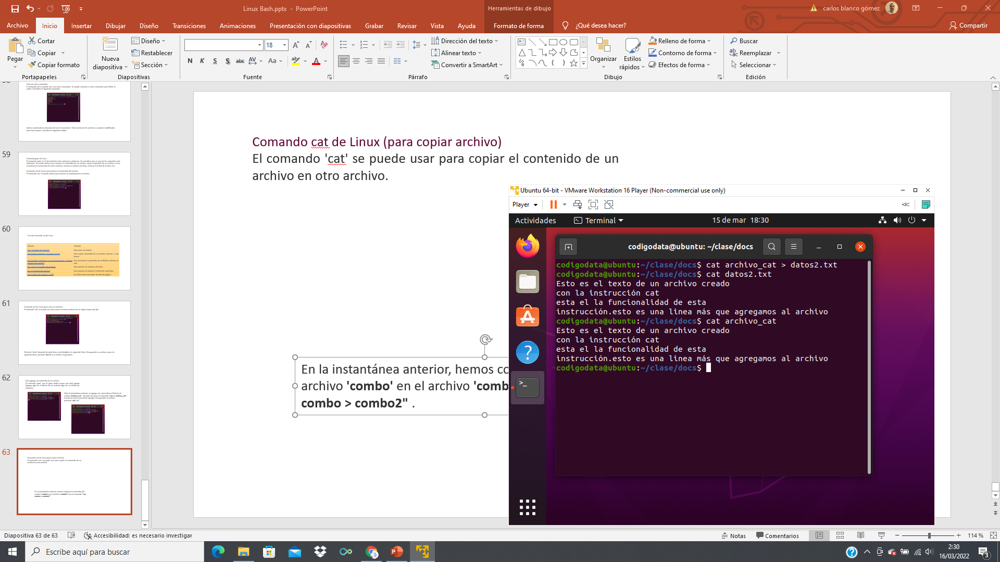 Linux Bash.pptx - PowerPoint
Herramientas de dibujo
carlos blanco gómez
Archivo
Inicio
Insertar
Dibujar
Diseño
Transiciones
Animaciones
Presentación con diapositivas
Grabar
Revisar
Vista
Ayuda
Formato de forma
¿Qué desea hacer?
Compartir
Pegar
Cortar
Copiar
Copiar formato
Portapapeles
Nueva
diapositiva
Diseño
Restablecer
Sección
Diapositivas
18
N K S S abc AV Aa A
Fuente
Dirección del texto
Alinear texto
Convertir a SmartArt
Párrafo
Organizar
Estilos
rápidos
Relleno de forma
Contorno de forma
Efectos de forma
Dibujo
Buscar
Reemplazar
Seleccionar
Edición
59
60
61
62
63
Comando cat de Linux (para copiar archivo)
El comando 'cat' se puede usar para copiar el contenido de un
archivo en otro archivo.
En la instantánea anterior, hemos co
archivo 'combo' en el archivo 'comb
combo > combo2" .
Ubuntu 64-bit - VMware Workstation 16 Player (Non-commercial use only)
Player
Actividades
Terminal
15 de mar 18:30
codigodata@ubuntu: ~/clase/docs
codigodata@ubuntu:~/clase/docs$ cat archivo_cat > datos2.txt
codigodata@ubuntu:~/clase/docs$ cat datos2.txt
Esto es el texto de un archivo creado
con la instrucción cat
esta el la funcionalidad de esta
instrucción.esto es una linea más que agregamos al archivo
codigodata@ubuntu:~/clase/docs$ cat archivo_cat
Esto es el texto de un archivo creado
con la instrucción cat
esta el la funcionalidad de esta
instrucción.esto es una linea más que agregamos al archivo
codigodata@ubuntu:~/clase/docs$
Diapositiva 63 de 63
Accesibilidad: es necesario investigar
Notas
Comentarios
114 %
Escribe aquí para buscar
2:30
16/03/2022
3